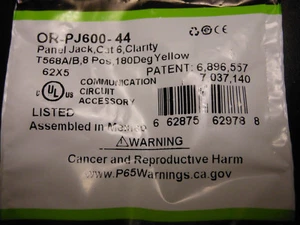 OR-PJ600-44
Panel Jack,Cat 6,Clarity
T568A/B,8 Pos,180Deg Yellow
PATENT: 6,896,557
62X5
COMMUNICATION
7 037,140
UL
CIRCUIT
LISTED
ACCESSORY
Assembled in Mexico
6 62875 62978 8
⚠WARNING
Cancer and Reproductive Harm
www.P65Warnings.ca.gov